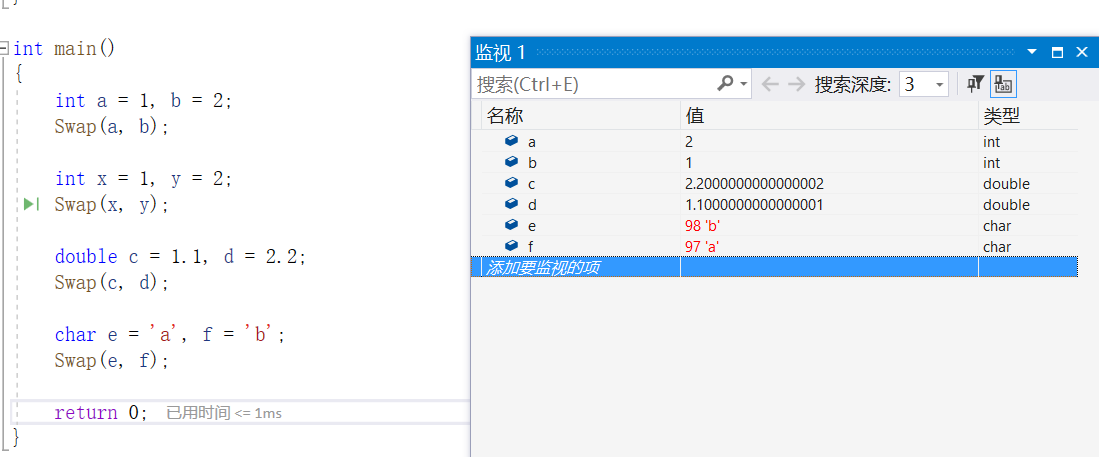 }
int main()
{
int a = 1, b = 2;
Swap(a, b);
int x = 1, y = 2;
Swap(x, y);
double c = 1.1, d = 2.2;
Swap(c, d);
char e = 'a', f = 'b';
Swap(e, f);
return 0; 已用时间 <= 1ms
}
监视 1
搜索(Ctrl+E) 搜索深度: 3
名称 值 类型
a 2 int
b 1 int
c 2.2000000000000002 double
d 1.1000000000000001 double
e 98 'b' char
f 97 'a' char
添加要监视的项